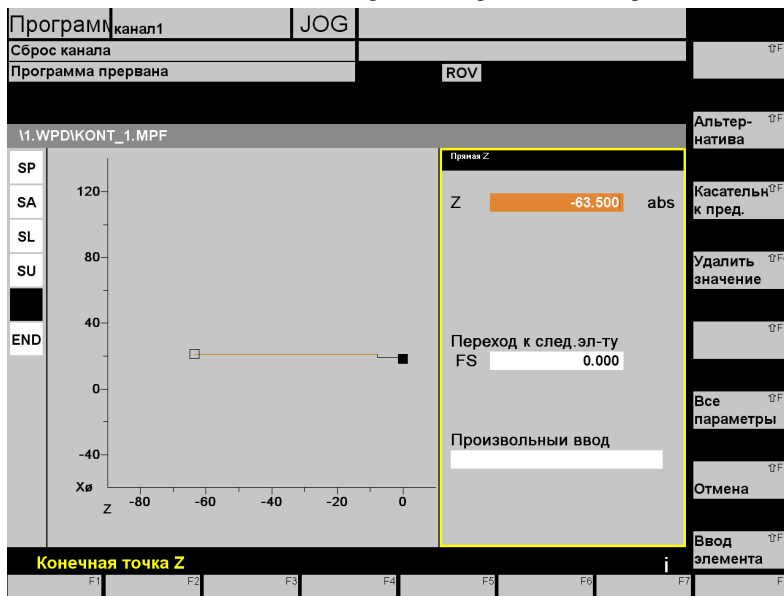 Программ канал1 JOG
Сброс канала
Программа прервана ROV
\1.WPD\KONT_1.MPF
SP
SA
SL
SU
END
120
80
40
0
-40
Xø
Z
-80 -60 -40 -20 0
Прямая Z
Z -63.500 abs
Переход к след.эл-ту
FS 0.000
Произвольныи ввод
Конечная точка Z
i
⇧F
Альтер- ⇧F
натива
Касательн ⇧F
к пред.
Удалить ⇧F
значение
⇧F
Все ⇧F
параметры
⇧F
Отмена
Ввод ⇧F
элемента
F1 F2 F3 F4 F5 F6 F7 F